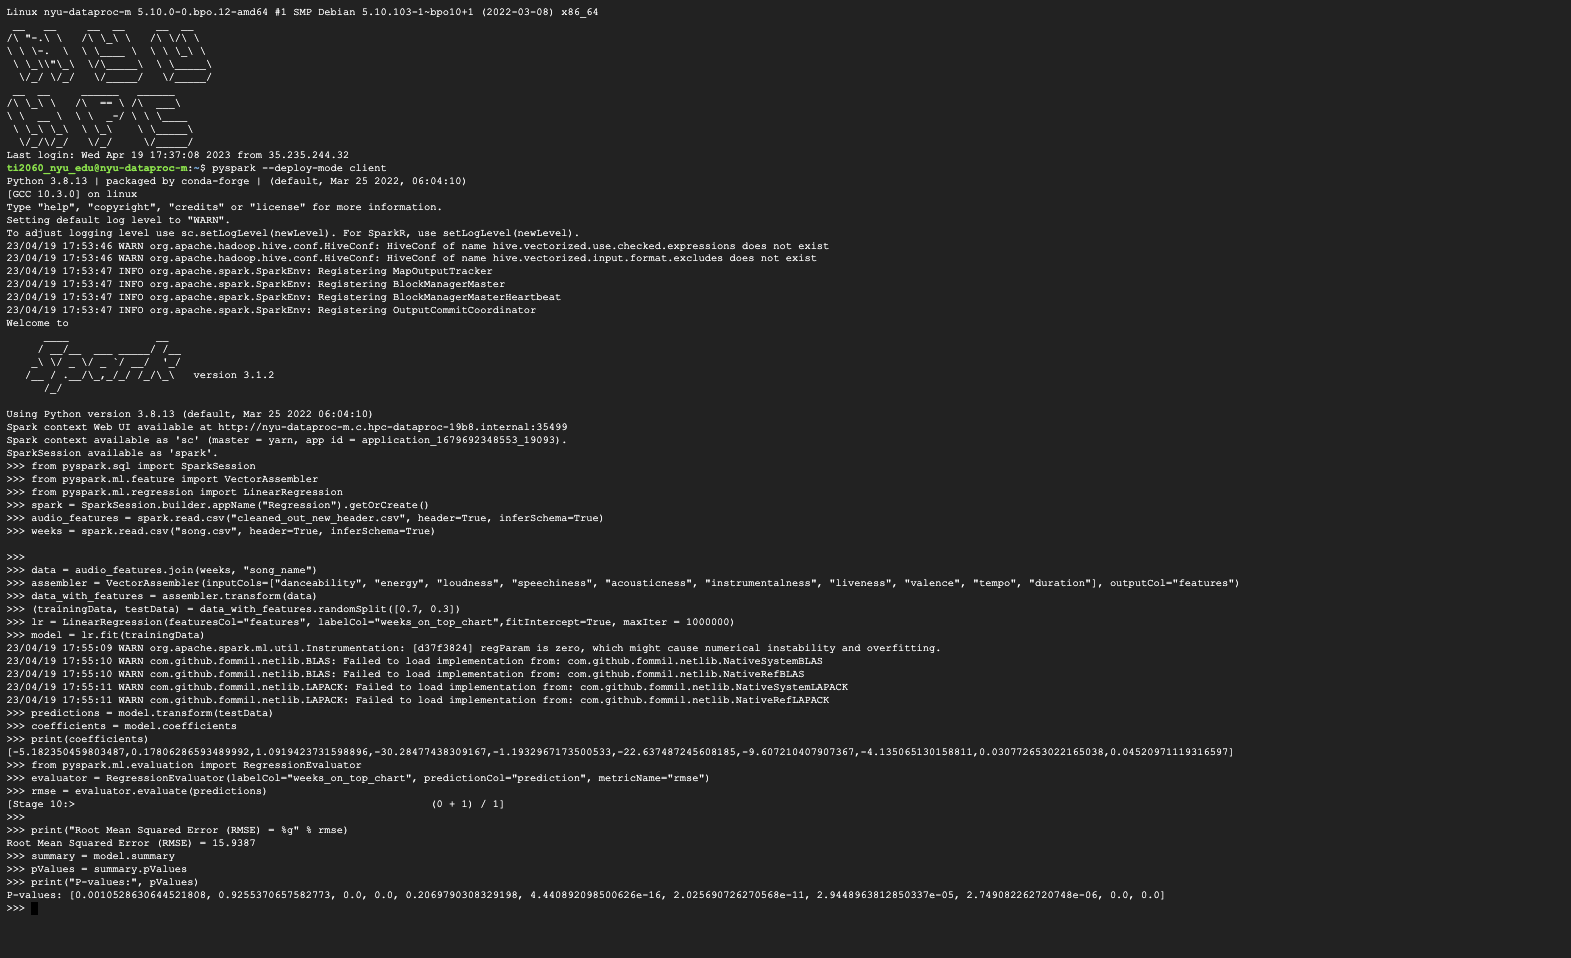 Linux nyu-dataproc-m 5.10.0-0.bpo.12-amd64 #1 SMP Debian 5.10.103-1~bpo10+1 (2022-03-08) x86_64
NYU
HPC
Last login: Wed Apr 19 17:37:08 2023 from 35.235.244.32
ti2060_nyu_edu@nyu-dataproc-m:~$ pyspark --deploy-mode client
Python 3.8.13 | packaged by conda-forge | (default, Mar 25 2022, 06:04:10)
[GCC 10.3.0] on linux
Type "help", "copyright", "credits" or "license" for more information.
Setting default log level to "WARN".
To adjust logging level use sc.setLogLevel(newLevel). For SparkR, use setLogLevel(newLevel).
23/04/19 17:53:46 WARN org.apache.hadoop.hive.conf.HiveConf: HiveConf of name hive.vectorized.use.checked.expressions does not exist
23/04/19 17:53:46 WARN org.apache.hadoop.hive.conf.HiveConf: HiveConf of name hive.vectorized.input.format.excludes does not exist
23/04/19 17:53:47 INFO org.apache.spark.SparkEnv: Registering MapOutputTracker
23/04/19 17:53:47 INFO org.apache.spark.SparkEnv: Registering BlockManagerMaster
23/04/19 17:53:47 INFO org.apache.spark.SparkEnv: Registering BlockManagerMasterHeartbeat
23/04/19 17:53:47 INFO org.apache.spark.SparkEnv: Registering OutputCommitCoordinator
Welcome to
Spark version 3.1.2
Using Python version 3.8.13 (default, Mar 25 2022 06:04:10)
Spark context Web UI available at http://nyu-dataproc-m.c.hpc-dataproc-19b8.internal:35499
Spark context available as 'sc' (master = yarn, app id = application_1679692348553_19093).
SparkSession available as 'spark'.
>>> from pyspark.sql import SparkSession
>>> from pyspark.ml.feature import VectorAssembler
>>> from pyspark.ml.regression import LinearRegression
>>> spark = SparkSession.builder.appName("Regression").getOrCreate()
>>> audio_features = spark.read.csv("cleaned_out_new_header.csv", header=True, inferSchema=True)
>>> weeks = spark.read.csv("song.csv", header=True, inferSchema=True)
>>>
>>> data = audio_features.join(weeks, "song_name")
>>> assembler = VectorAssembler(inputCols=["danceability", "energy", "loudness", "speechiness", "acousticness", "instrumentalness", "liveness", "valence", "tempo", "duration"], outputCol="features")
>>> data_with_features = assembler.transform(data)
>>> (trainingData, testData) = data_with_features.randomSplit([0.7, 0.3])
>>> lr = LinearRegression(featuresCol="features", labelCol="weeks_on_top_chart",fitIntercept=True, maxIter = 1000000)
>>> model = lr.fit(trainingData)
23/04/19 17:55:09 WARN org.apache.spark.ml.util.Instrumentation: [d37f3824] regParam is zero, which might cause numerical instability and overfitting.
23/04/19 17:55:10 WARN com.github.fommil.netlib.BLAS: Failed to load implementation from: com.github.fommil.netlib.NativeSystemBLAS
23/04/19 17:55:10 WARN com.github.fommil.netlib.BLAS: Failed to load implementation from: com.github.fommil.netlib.NativeRefBLAS
23/04/19 17:55:11 WARN com.github.fommil.netlib.LAPACK: Failed to load implementation from: com.github.fommil.netlib.NativeSystemLAPACK
23/04/19 17:55:11 WARN com.github.fommil.netlib.LAPACK: Failed to load implementation from: com.github.fommil.netlib.NativeRefLAPACK
>>> predictions = model.transform(testData)
>>> coefficients = model.coefficients
>>> print(coefficients)
[-5.182350459803487,0.17806286593489992,1.0919423731598896,-30.28477438309167,-1.1932967173500533,-22.637487245608185,-9.607210407907367,-4.135065130158811,0.030772653022165038,0.04520971119316597]
>>> from pyspark.ml.evaluation import RegressionEvaluator
>>> evaluator = RegressionEvaluator(labelCol="weeks_on_top_chart", predictionCol="prediction", metricName="rmse")
>>> rmse = evaluator.evaluate(predictions)
[Stage 10:> (0 + 1) / 1]
>>>
>>> print("Root Mean Squared Error (RMSE) = %g" % rmse)
Root Mean Squared Error (RMSE) = 15.9387
>>> summary = model.summary
>>> pValues = summary.pValues
>>> print("P-values:", pValues)
P-values: [0.0010528630644521808, 0.9255370657582773, 0.0, 0.0, 0.2069790308329198, 4.440892098500626e-16, 2.025690726270568e-11, 2.9448963812850337e-05, 2.749082262720748e-06, 0.0, 0.0]
>>>